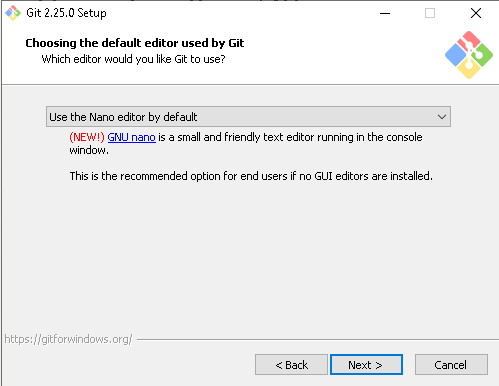 Git 2.25.0 Setup
Choosing the default editor used by Git
Which editor would you like Git to use?
Use the Nano editor by default
(NEW!) GNU nano is a small and friendly text editor running in the console
window.
This is the recommended option for end users if no GUI editors are installed.
https://gitforwindows.org/
< Back
Next >
Cancel